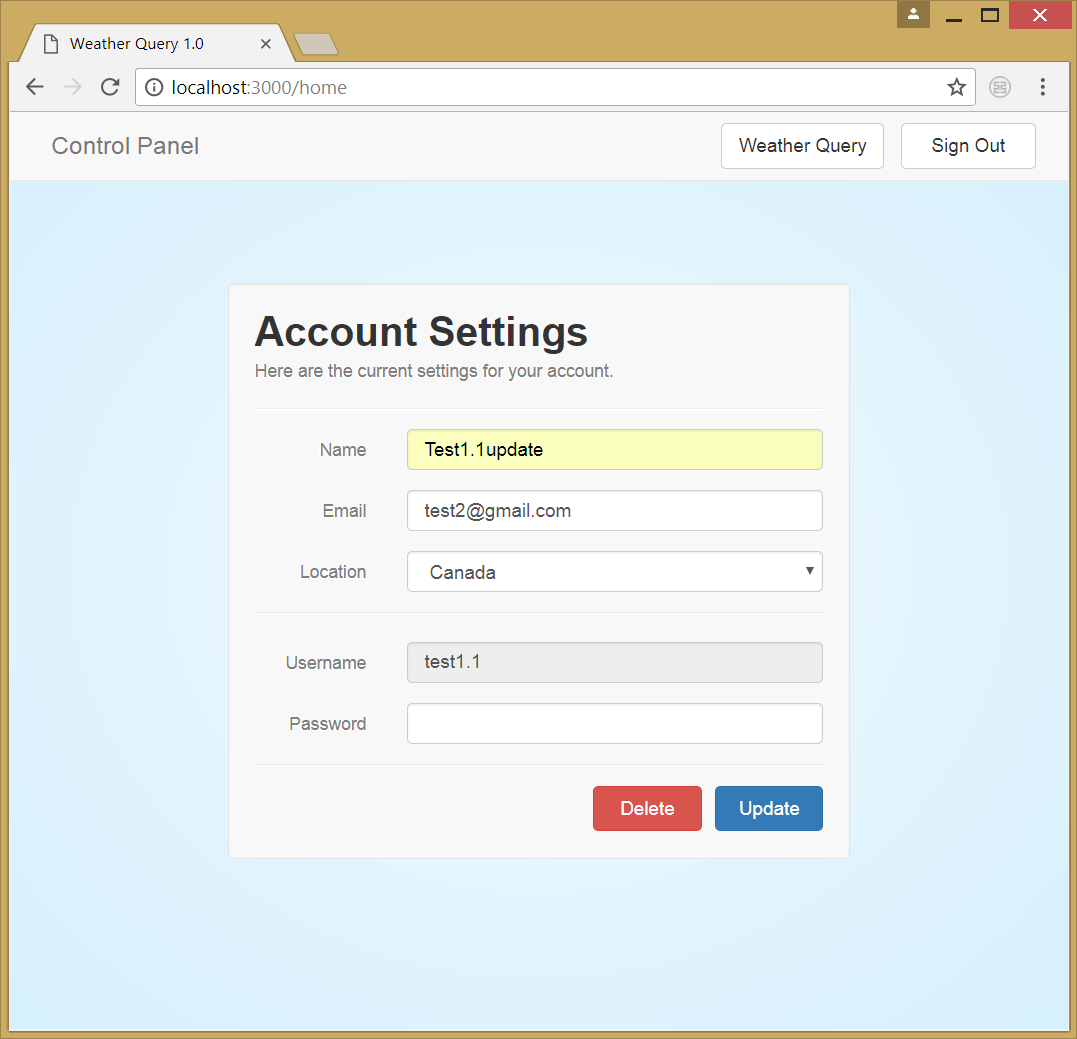 Weather Query 1.0
localhost:3000/home
Control Panel
Weather Query
Sign Out
Account Settings
Here are the current settings for your account.
Name
Test1.1update
Email
test2@gmail.com
Location
Canada
Username
test1.1
Password
Delete
Update